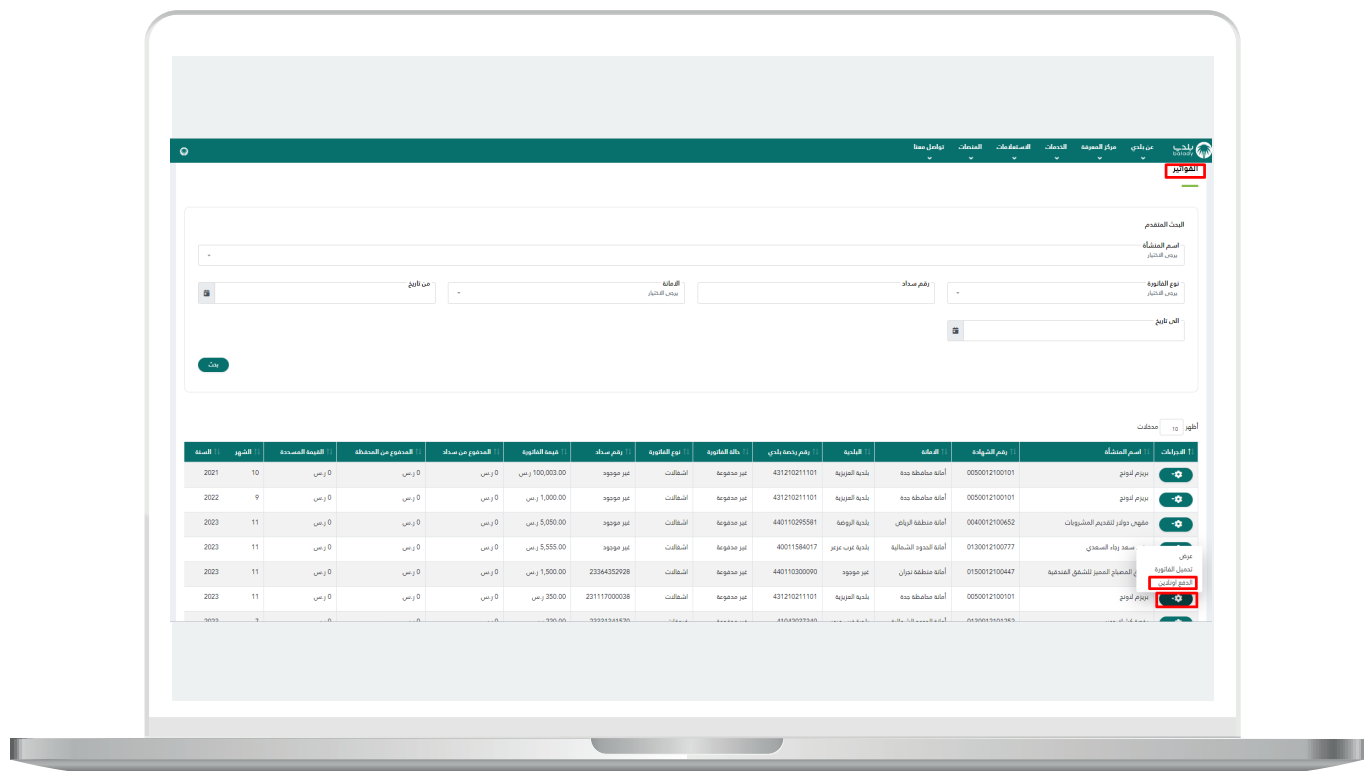 بلدي
balady
عن بلدي
مركز المعرفة
الخدمات
الاستعلامات
المنصات
تواصل معنا
الفواتير
البحث المتقدم
اسم المنشأة
يرجى الاختيار
نوع الفاتورة
يرجى الاختيار
رقم سداد
الامانة
يرجى الاختيار
من تاريخ
الى تاريخ
بحث
أظهر 10 مدخلات
الاجراءات اسم المنشأة رقم الشهادة الامانة البلدية رقم رخصة بلدي حالة الفاتورة نوع الفاتورة رقم سداد قيمة الفاتورة المدفوع من سداد المدفوع من المحفظة القيمة المسددة الشهر السنة
بريزم لاونج 0050012100101 أمانة محافظة جدة بلدية العزيزية 431210211101 غير مدفوعة اشغالات غير موجود 100,003.00 ر.س 0 ر.س 0 ر.س 0 ر.س 10 2021
بريزم لاونج 0050012100101 أمانة محافظة جدة بلدية العزيزية 431210211101 غير مدفوعة اشغالات غير موجود 1,000.00 ر.س 0 ر.س 0 ر.س 0 ر.س 9 2022
مقهى دولار لتقديم المشروبات 0040012100652 أمانة منطقة الرياض بلدية الروضة 440110295581 غير مدفوعة اشغالات غير موجود 5,050.00 ر.س 0 ر.س 0 ر.س 0 ر.س 11 2023
سعد رجاء السعدي 0130012100777 أمانة الحدود الشمالية بلدية غرب عرعر 40011584017 غير مدفوعة اشغالات غير موجود 5,555.00 ر.س 0 ر.س 0 ر.س 0 ر.س 11 2023
عرض
تحميل الفاتورة
الدفع أونلاين
المصباح المميز للشقق الفندقية 0150012100447 أمانة منطقة نجران غير موجود 440110300090 غير مدفوعة اشغالات 23364352928 1,500.00 ر.س 0 ر.س 0 ر.س 0 ر.س 11 2023
بريزم لاونج 0050012100101 أمانة محافظة جدة بلدية العزيزية 431210211101 غير مدفوعة اشغالات 231117000038 350.00 ر.س 0 ر.س 0 ر.س 0 ر.س 11 2023